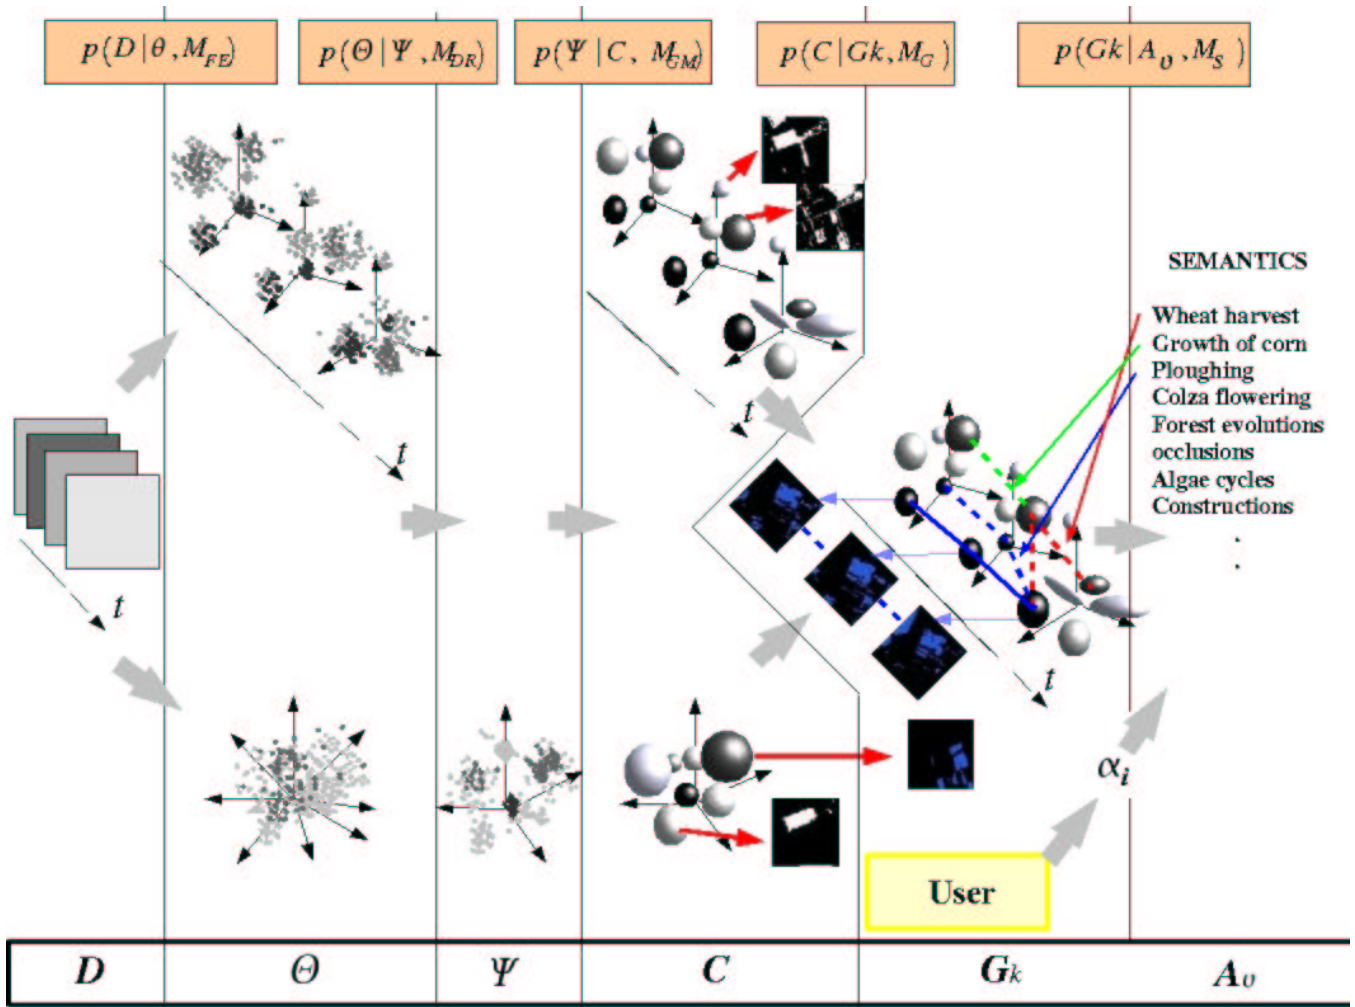 p(D|θ,M_FE)
p(Θ|Ψ,M_DR)
p(Ψ|C, M_GM)
p(C|Gk,M_G)
p(Gk|A_υ,M_S)
SEMANTICS
Wheat harvest
Growth of corn
Ploughing
Colza flowering
Forest evolutions
occlusions
Algae cycles
Constructions
t
t
t
t
α_i
User
D
Θ
Ψ
C
G_k
A_υ